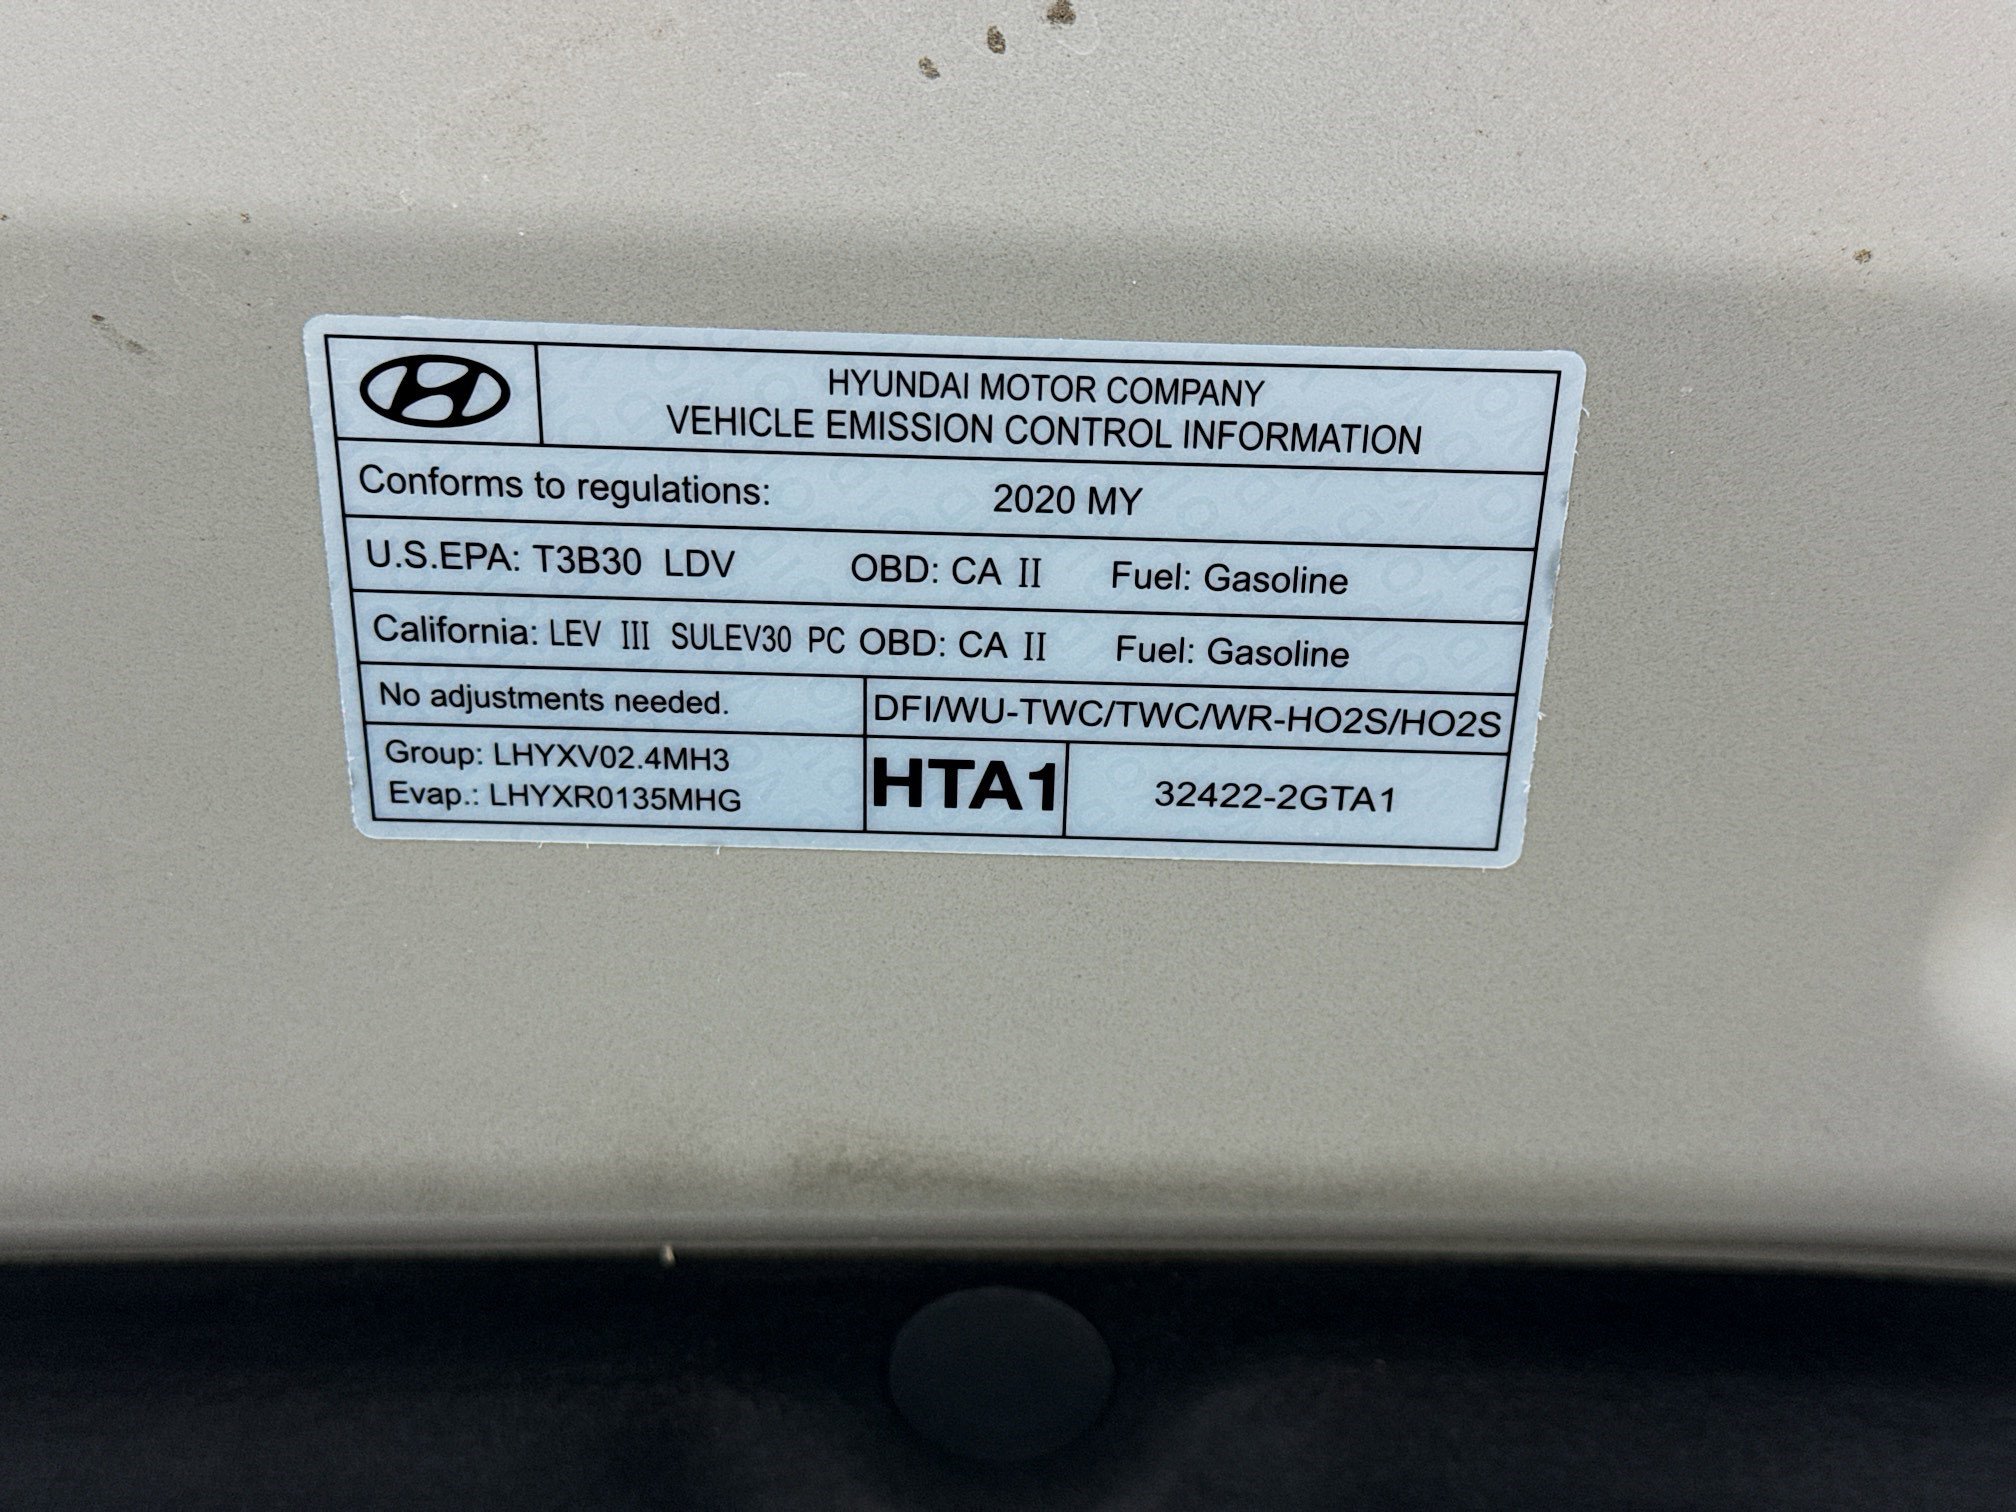 HYUNDAI MOTOR COMPANY
VEHICLE EMISSION CONTROL INFORMATION
Conforms to regulations: 2020 MY
U.S.EPA: T3B30 LDV OBD: CA II Fuel: Gasoline
California: LEV III SULEV30 PC OBD: CA II Fuel: Gasoline
No adjustments needed. DFI/WU-TWC/TWC/WR-HO2S/HO2S
Group: LHYXV02.4MH3
Evap.: LHYXR0135MHG
HTA1 32422-2GTA1